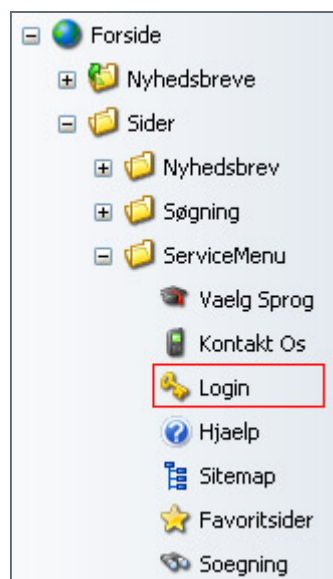 Forside
Nyhedsbreve
Sider
Nyhedsbrev
Søgning
ServiceMenu
Vaelg Sprog
Kontakt Os
Login
Hjaelp
Sitemap
Favoritsider
Soegning